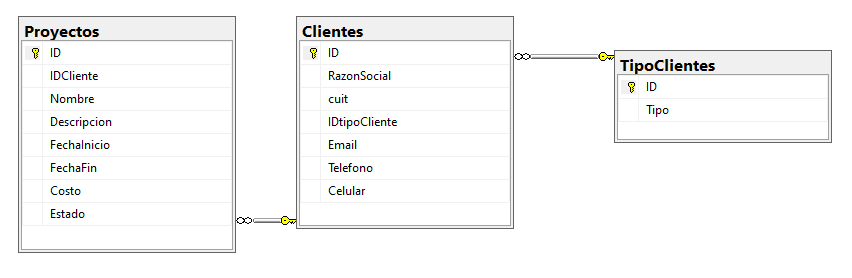 Proyectos
ID
IDCliente
Nombre
Descripcion
FechaInicio
FechaFin
Costo
Estado
Clientes
ID
RazonSocial
cuit
IDtipoCliente
Email
Telefono
Celular
TipoClientes
ID
Tipo